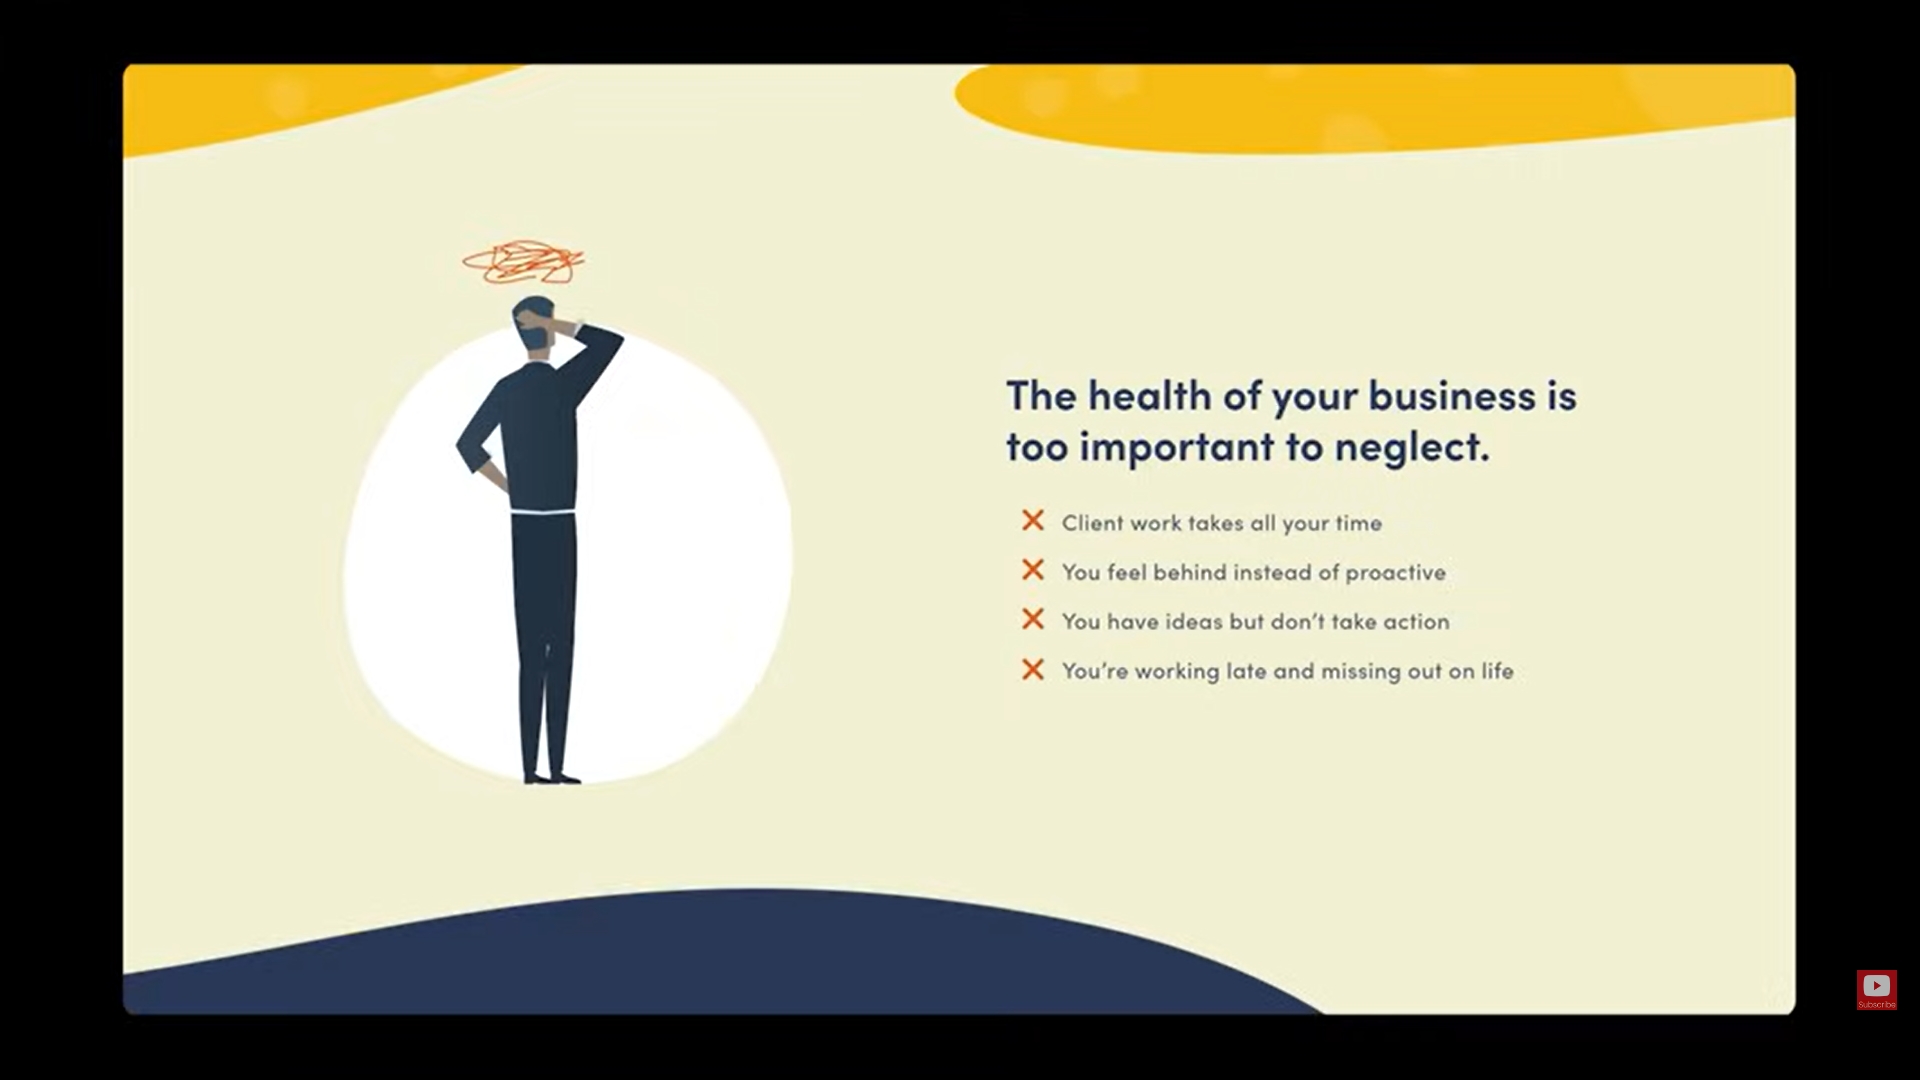 The health of your business is
too important to neglect.
Client work takes all your time
You feel behind instead of proactive
You have ideas but don't take action
You're working late and missing out on life
Subscribe